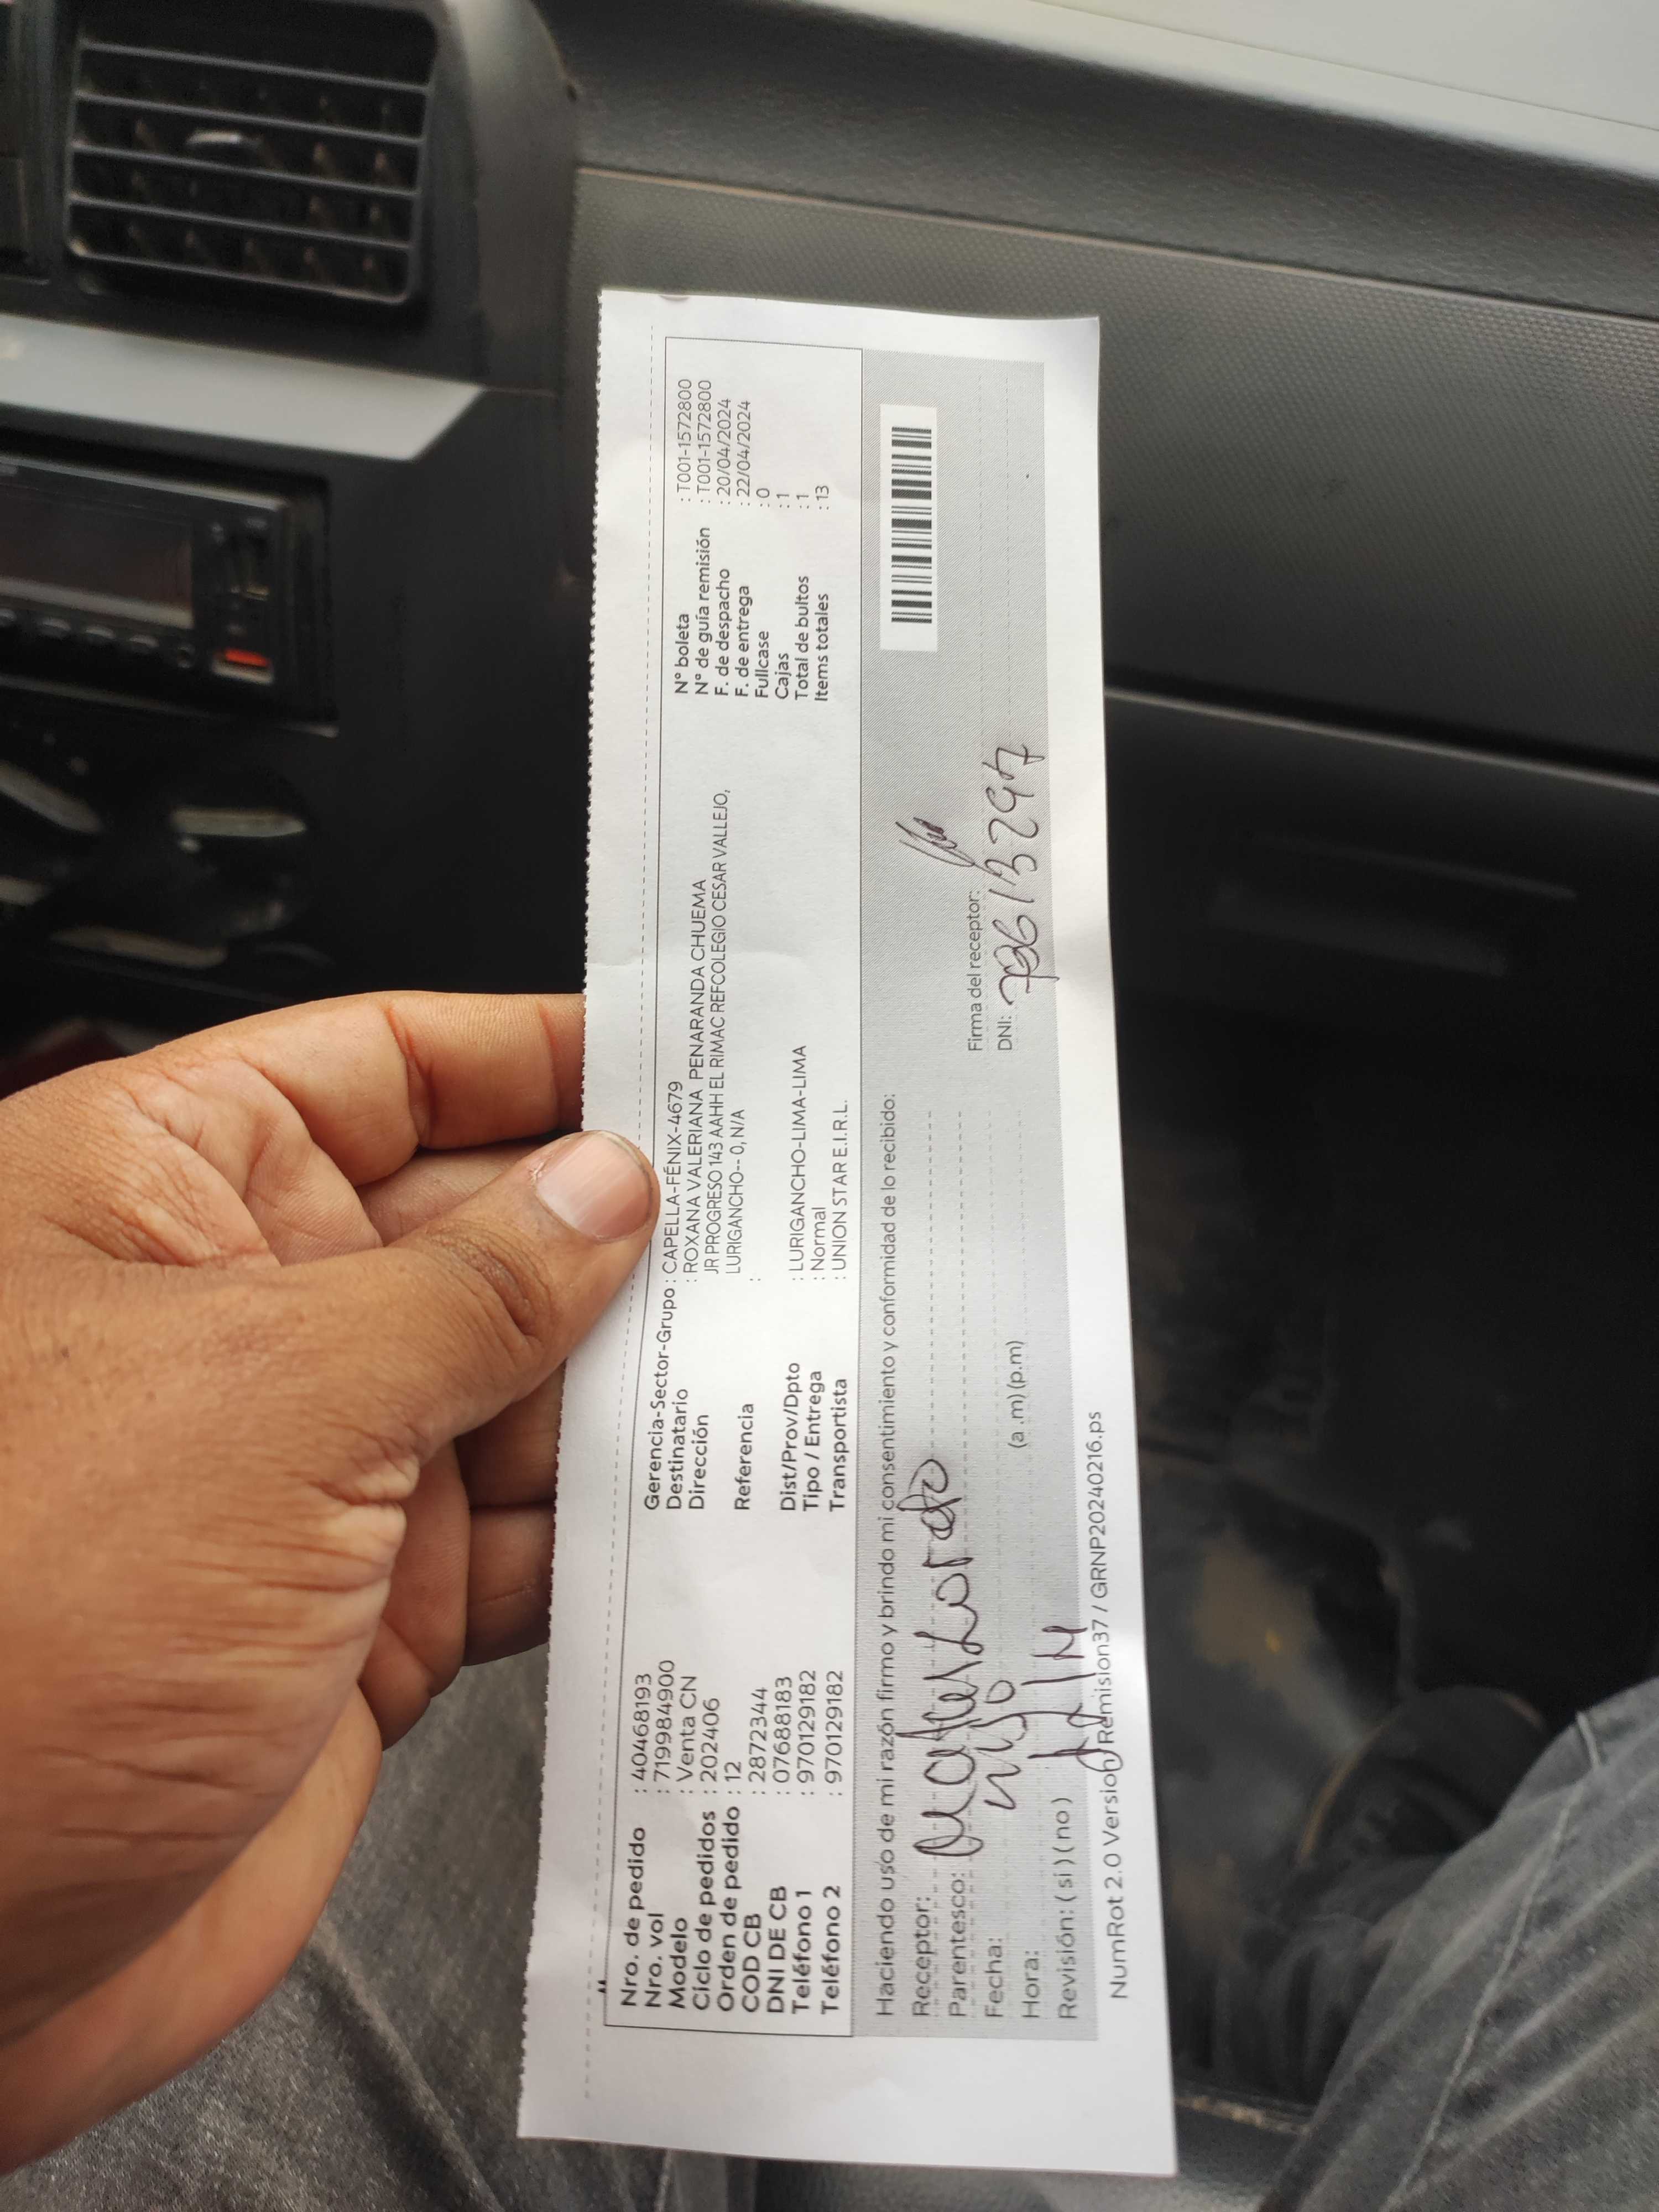 Nro. de pedido : 40468193
Nro. vol : 719984900
Modelo : Venta CN
Ciclo de pedidos : 202406
Orden de pedido : 12
COD CB : 2872344
DNI DE CB : 07688183
Teléfono 1 : 970129182
Teléfono 2 : 970129182
Gerencia-Sector-Grupo : CAPELLA-FÉNIX-4679
Destinatario : ROXANA VALERIANA PENARANDA CHUEMA
Dirección JR PROGRESO 143 AAHH EL RIMAC REFCOLEGIO CESAR VALLEJO,
LURIGANCHO-- 0, N/A
Referencia :
Dist/Prov/Dpto : LURIGANCHO-LIMA-LIMA
Tipo / Entrega : Normal
Transportista : UNION STAR E.I.R.L.
N° boleta : T001-1572800
N° de guía remisión : T001-1572800
F. de despacho : 20/04/2024
F. de entrega : 22/04/2024
Fullcase : 0
Cajas : 1
Total de bultos : 1
Items totales : 13
Haciendo uso de mi razón firmo y brindo mi consentimiento y conformidad de lo recibido:
Receptor:
Parentesco:
Fecha:
Hora: (a .m) (p.m)
Revisión: ( si ) ( no )
Firma del receptor:
DNI:
NumRot 2.0 Version Remision37 / GRNP20240216.ps